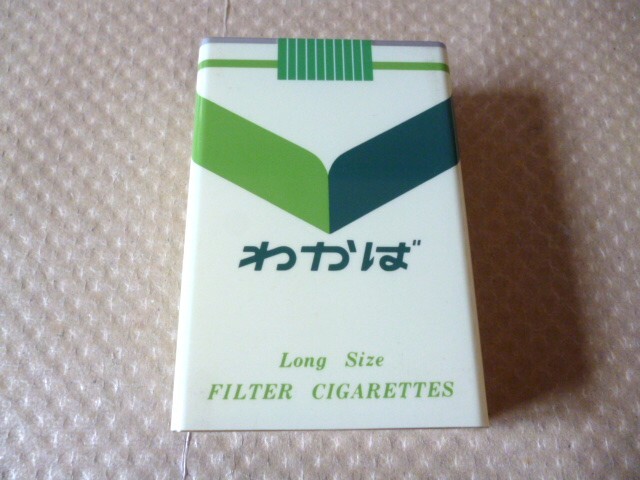 わかば
Long Size
FILTER CIGARETTES